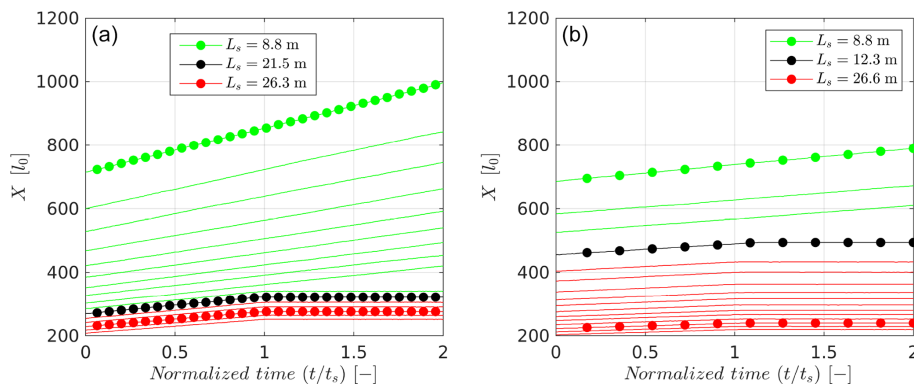 (a)
L_s = 8.8 m
L_s = 21.5 m
L_s = 26.3 m
1200
1000
800
600
400
200
X [l_0]
0 0.5 1 1.5 2
Normalized time (t/t_s) [−]
(b)
L_s = 8.8 m
L_s = 12.3 m
L_s = 26.6 m
1200
1000
800
600
400
200
X [l_0]
0 0.5 1 1.5 2
Normalized time (t/t_s) [−]